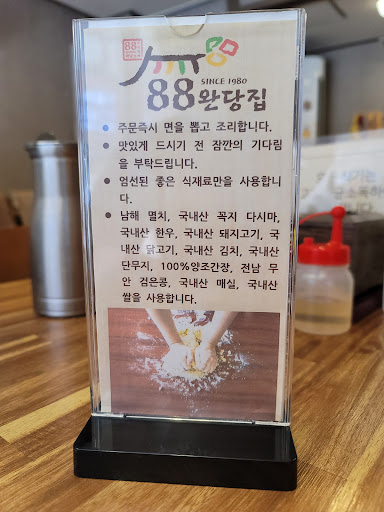 88
SINCE 1980
88완당집
주문즉시 면을 뽑고 조리합니다.
맛있게 드시기 전 잠깐의 기다림
을 부탁드립니다.
엄선된 좋은 식재료만을 사용합니
다.
남해 멸치, 국내산 꼭지 다시마,
국내산 한우, 국내산 돼지고기, 국
내산 닭고기, 국내산 김치, 국내산
단무지, 100%양조간장, 전남 무
안 검은콩, 국내산 매실, 국내산
쌀을 사용합니다.